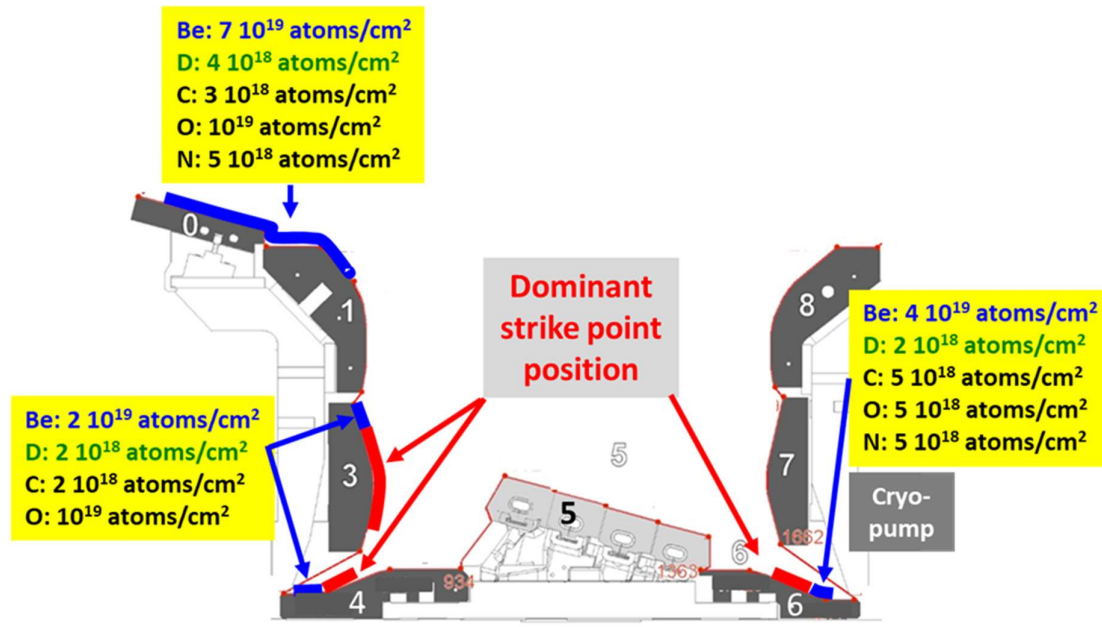 Be: 7 10¹⁹ atoms/cm²
D: 4 10¹⁸ atoms/cm²
C: 3 10¹⁸ atoms/cm²
O: 10¹⁹ atoms/cm²
N: 5 10¹⁸ atoms/cm²
0
1
Dominant
strike point
position
8
Be: 4 10¹⁹ atoms/cm²
D: 2 10¹⁸ atoms/cm²
C: 5 10¹⁸ atoms/cm²
O: 5 10¹⁸ atoms/cm²
N: 5 10¹⁸ atoms/cm²
Be: 2 10¹⁹ atoms/cm²
D: 2 10¹⁸ atoms/cm²
C: 2 10¹⁸ atoms/cm²
O: 10¹⁹ atoms/cm²
3
5
7
Cryo-
pump
5
1662
6
934
1363
4
6